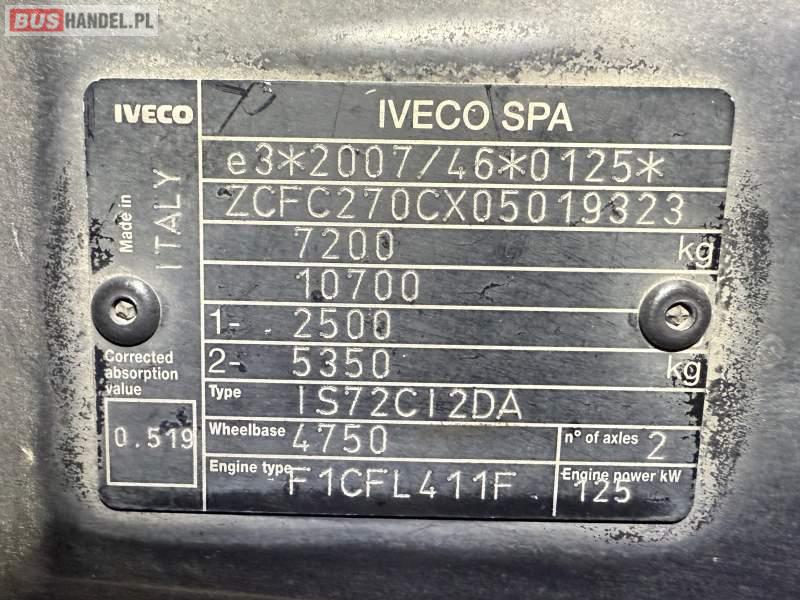 BUSHANDEL.PL
IVECO
IVECO SPA
Made in
ITALY
e3*2007/46*0125*
ZCFC270CX05019323
7200 kg
10700
1- 2500
2- 5350 kg
Corrected
absorption
value
0.519
Type IS72CI2DA
Wheelbase 4750
n° of axles 2
Engine type F1CFL411F
Engine power kW
125